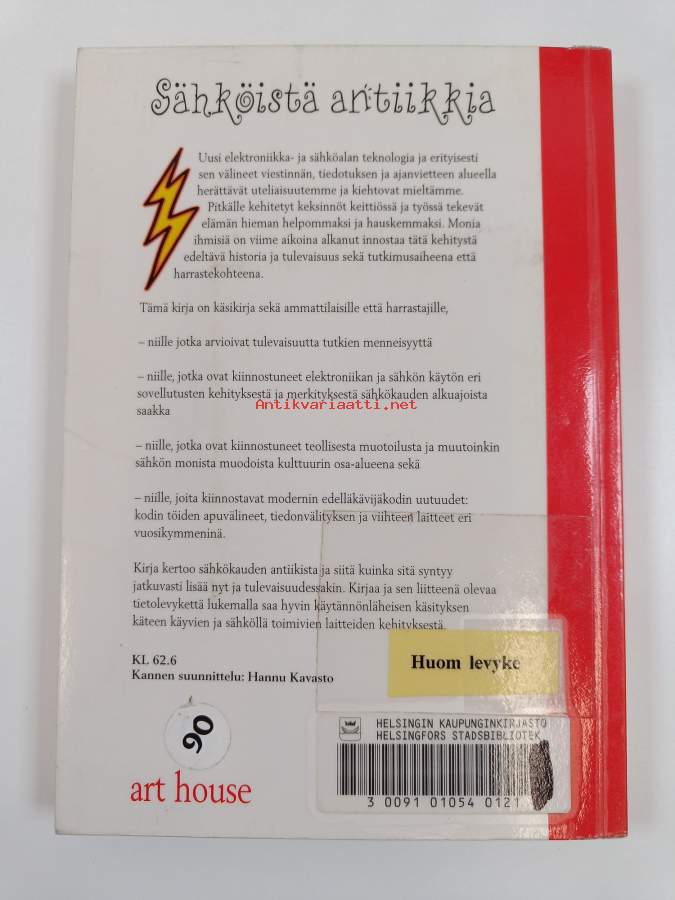 Sähköistä antiikkia
Uusi elektroniikka- ja sähköalan teknologia ja erityisesti
sen välineet viestinnän, tiedotuksen ja ajanvietteen alueella
herättävät uteliaisuutemme ja kiehtovat mieltämme.
Pitkälle kehitetyt keksinnöt keittiössä ja työssä tekevät
elämän hieman helpommaksi ja hauskemmaksi. Monia
ihmisiä on viime aikoina alkanut innostaa tätä kehitystä
edeltävä historia ja tulevaisuus sekä tutkimusaiheena että
harrastekohteena.
Tämä kirja on käsikirja sekä ammattilaisille että harrastajille,
– niille jotka arvioivat tulevaisuutta tutkien menneisyyttä
– niille, jotka ovat kiinnostuneet elektroniikan ja sähkön käytön eri
sovellutusten kehityksestä ja merkityksestä sähkökauden alkuajoista
saakka
Antikvariaatti.net
– niille, jotka ovat kiinnostuneet teollisesta muotoilusta ja muutoinkin
sähkön monista muodoista kulttuurin osa-alueena sekä
– niille, joita kiinnostavat modernin edelläkävijäkodin uutuudet:
kodin töiden apuvälineet, tiedonvälityksen ja viihteen laitteet eri
vuosikymmeninä.
Kirja kertoo sähkökauden antiikista ja siitä kuinka sitä syntyy
jatkuvasti lisää nyt ja tulevaisuudessakin. Kirjaa ja sen liitteenä olevaa
tietolevykettä lukemalla saa hyvin käytännönläheisen käsityksen
käteen käyvien ja sähköllä toimivien laitteiden kehityksestä.
KL 62.6
Kannen suunnittelu: Hannu Kavasto
Huom levyke
90
art house
HELSINGIN KAUPUNGINKIRJASTO
HELSINGFORS STADSBIBLIOTEK
3 0091 01054 0121